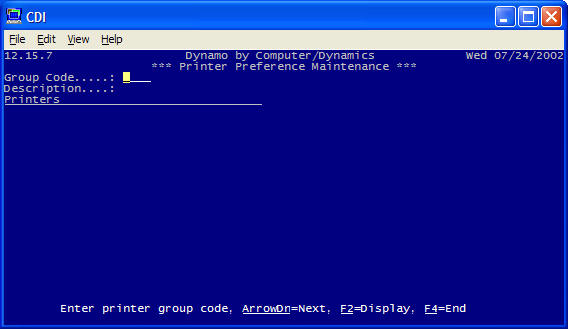 CDI
File Edit View Help
12.15.7 Dynamo by Computer/Dynamics Wed 07/24/2002
*** Printer Preference Maintenance ***
Group Code.....:
Description....:
Printers
Enter printer group code, ArrowDn=Next, F2=Display, F4=End